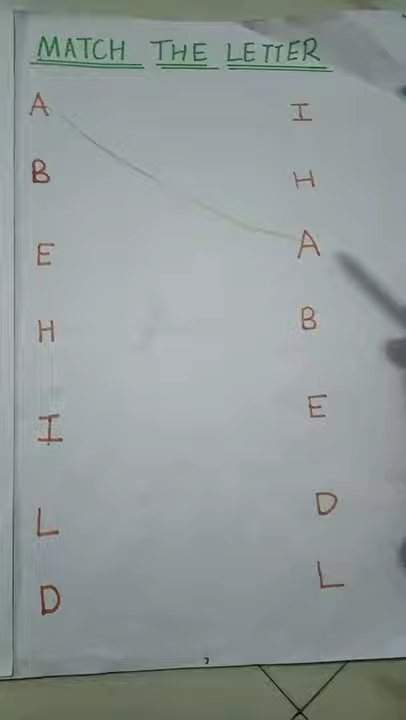 MATCH THE LETTER
A I
B H
E A
H B
I E
L D
D L